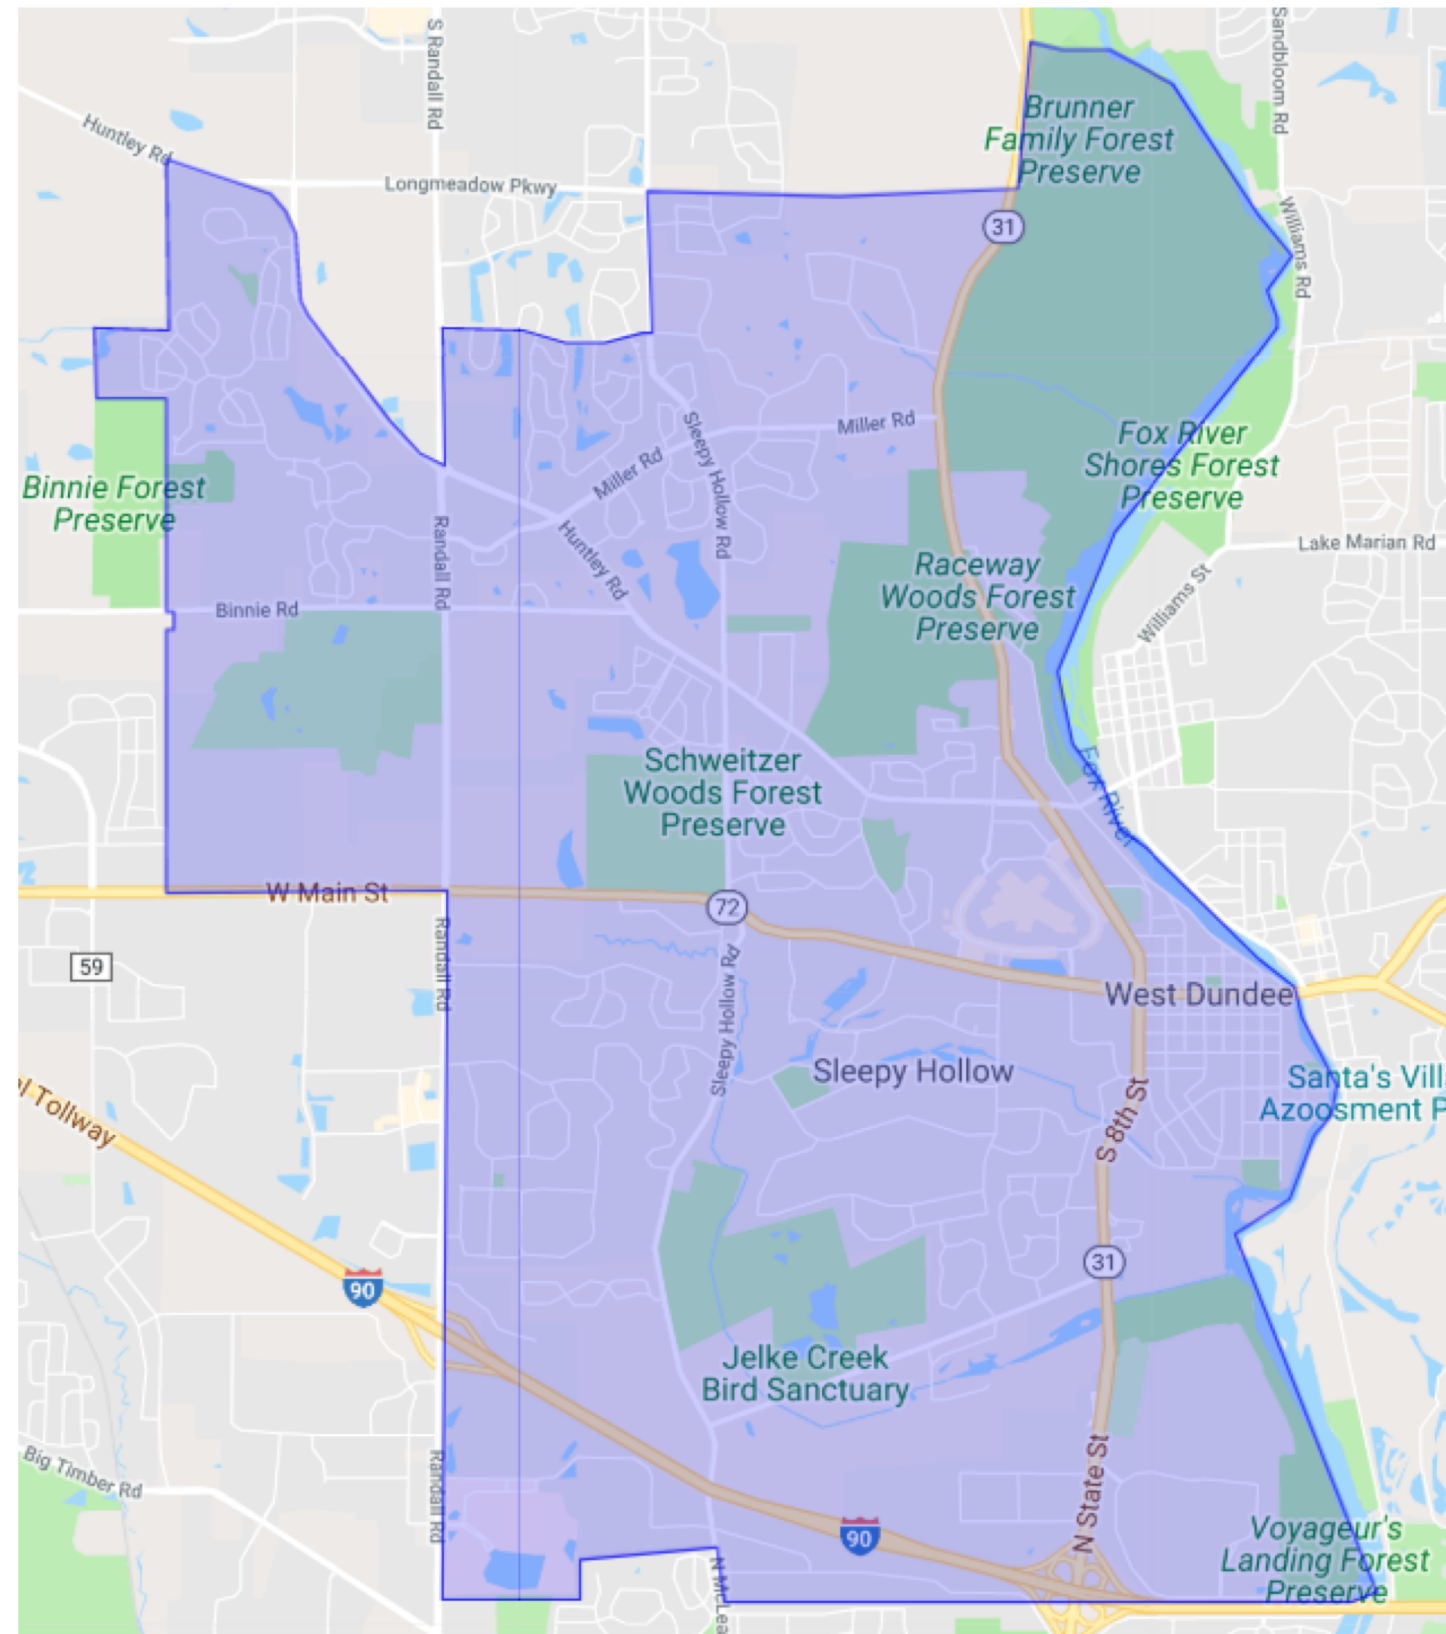 S Randall Rd
Sandbloom Rd
Huntley Rd
Longmeadow Pkwy
Brunner
Family Forest
Preserve
31
Williams Rd
Sleepy Hollow Rd
Miller Rd
Miller Rd
Fox River
Shores Forest
Preserve
Binnie Forest
Preserve
Randall Rd
Huntley Rd
Lake Marian Rd
Raceway
Woods Forest
Preserve
Williams St
Binnie Rd
Schweitzer
Woods Forest
Preserve
Fox River
W Main St
72
59
Randall Rd
Sleepy Hollow Rd
West Dundee
Sleepy Hollow
Santa's Vill
Azoosment P
l Tollway
S 8th St
90
31
Jelke Creek
Bird Sanctuary
Big Timber Rd
Randall Rd
N State St
90
N McLea
Voyageur's
Landing Forest
Preserve